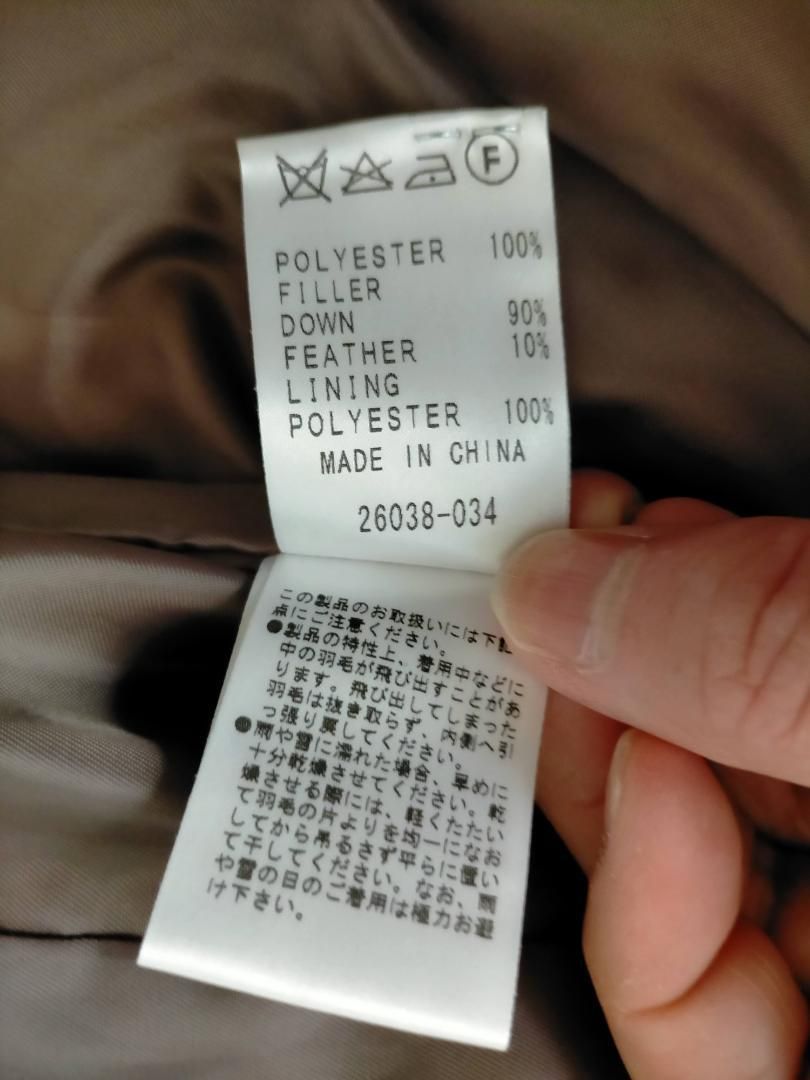 F
POLYESTER 100%
FILLER
DOWN 90%
FEATHER 10%
LINING
POLYESTER 100%
MADE IN CHINA
26038-034
この製品のお取扱いには下記
点にご注意ください。
●製品の特性上、着用中などに
中の羽毛が飛び出すことがあ
ります。飛び出してしまった
羽毛は抜き取らず、内側へ引
っ張り戻してください。
●雨や雪に濡れた場合、早めに
十分乾燥させてください。乾
燥させる際には、軽くたたい
て羽毛の片よりを均一になお
してから吊るさず平らに置い
て干してください。なお、雨
や雪の日のご着用は極力お避
け下さい。